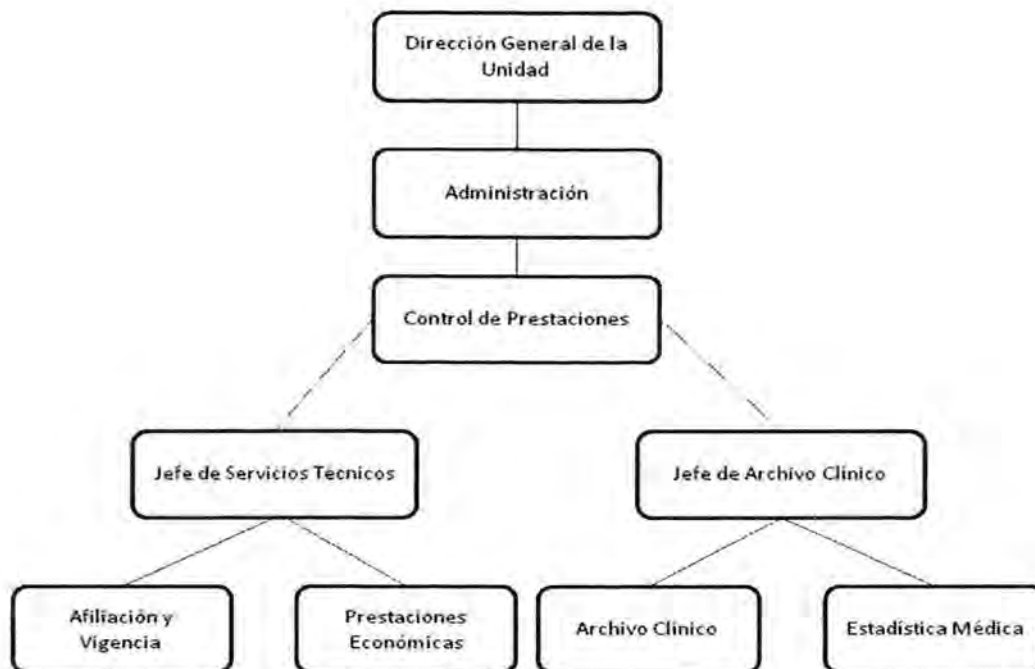 Dirección General de la
Unidad
Administración
Control de Prestaciones
Jefe de Servicios Técnicos
Jefe de Archivo Clínico
Afiliación y
Vigencia
Prestaciones
Económicas
Archivo Clínico
Estadística Médica